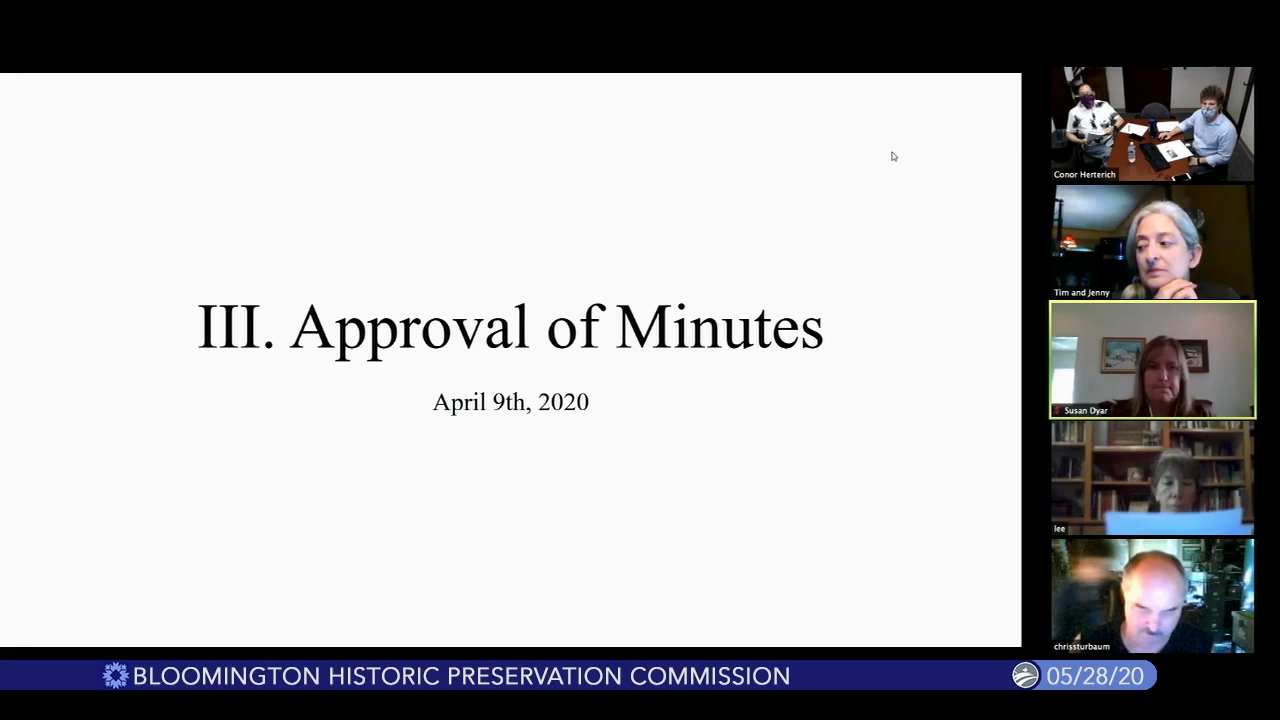 III. Approval of Minutes
April 9th, 2020
Conor Herterich
Tim and Jenny
Susan Dyar
lee
chrissturbaum
BLOOMINGTON HISTORIC PRESERVATION COMMISSION
05/28/20